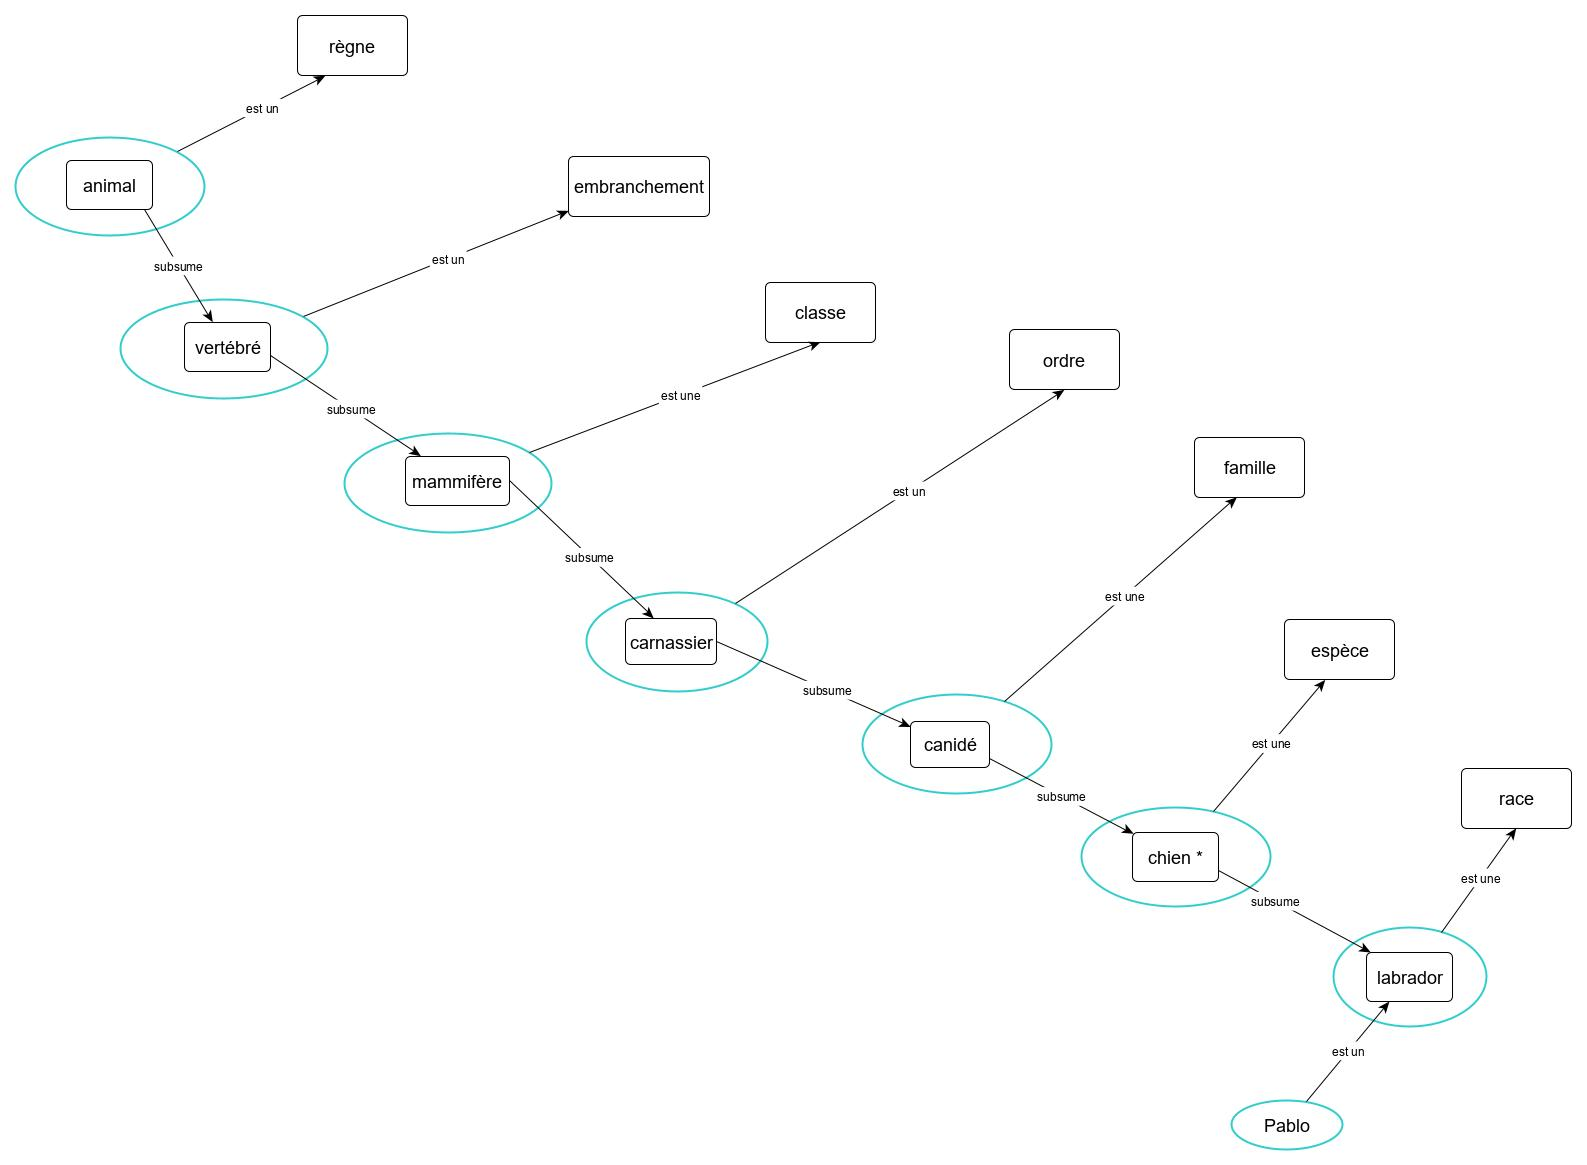 règne
est un
animal
embranchement
est un
subsume
classe
vertébré
est une
subsume
ordre
mammifère
est un
subsume
famille
carnassier
est une
subsume
espèce
canidé
est une
subsume
race
chien *
est une
subsume
labrador
est un
Pablo